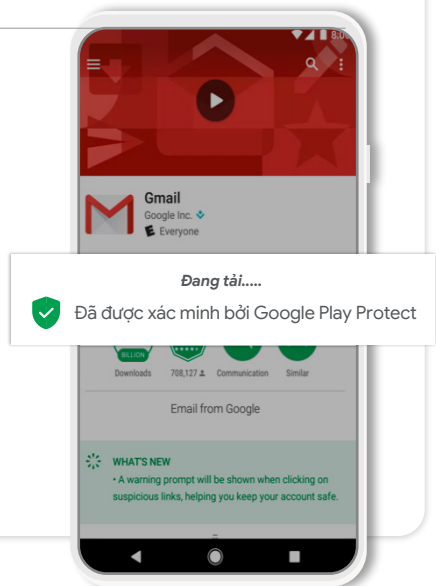 8:00
Gmail
Google Inc.
E Everyone
Đang tải.....
Đã được xác minh bởi Google Play Protect
BILLION
Downloads 708,127 Communication Similar
Email from Google
WHAT'S NEW
• A warning prompt will be shown when clicking on
suspicious links, helping you keep your account safe.